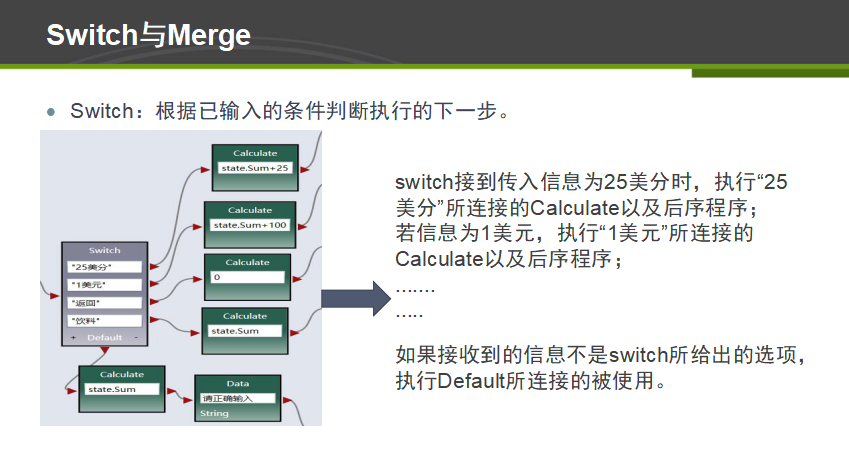 Switch与Merge
Switch：根据已输入的条件判断执行的下一步。
Calculate
state.Sum+25
Calculate
state.Sum+100
Calculate
0
Calculate
state.Sum
Switch
"25美分"
"1美元"
"返回"
"饮料"
+ Default -
Calculate
state.Sum
Data
请正确输入
String
switch接到传入信息为25美分时，执行“25
美分”所连接的Calculate以及后序程序；
若信息为1美元，执行“1美元”所连接的
Calculate以及后序程序；
.......
.....
如果接收到的信息不是switch所给出的选项，
执行Default所连接的被使用。